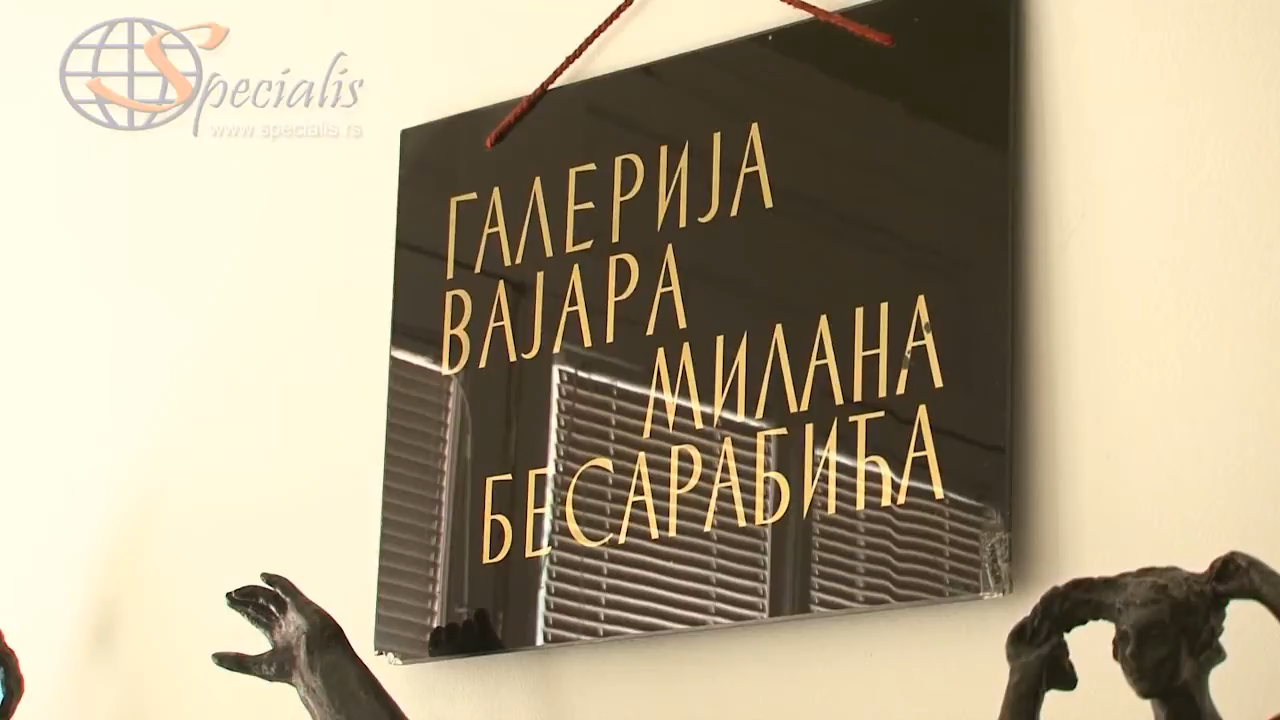 Specialis
www specialis rs
ГАЛЕРИЈА
ВАЈАРА
МИЛАНА
БЕСАРАБИЋА